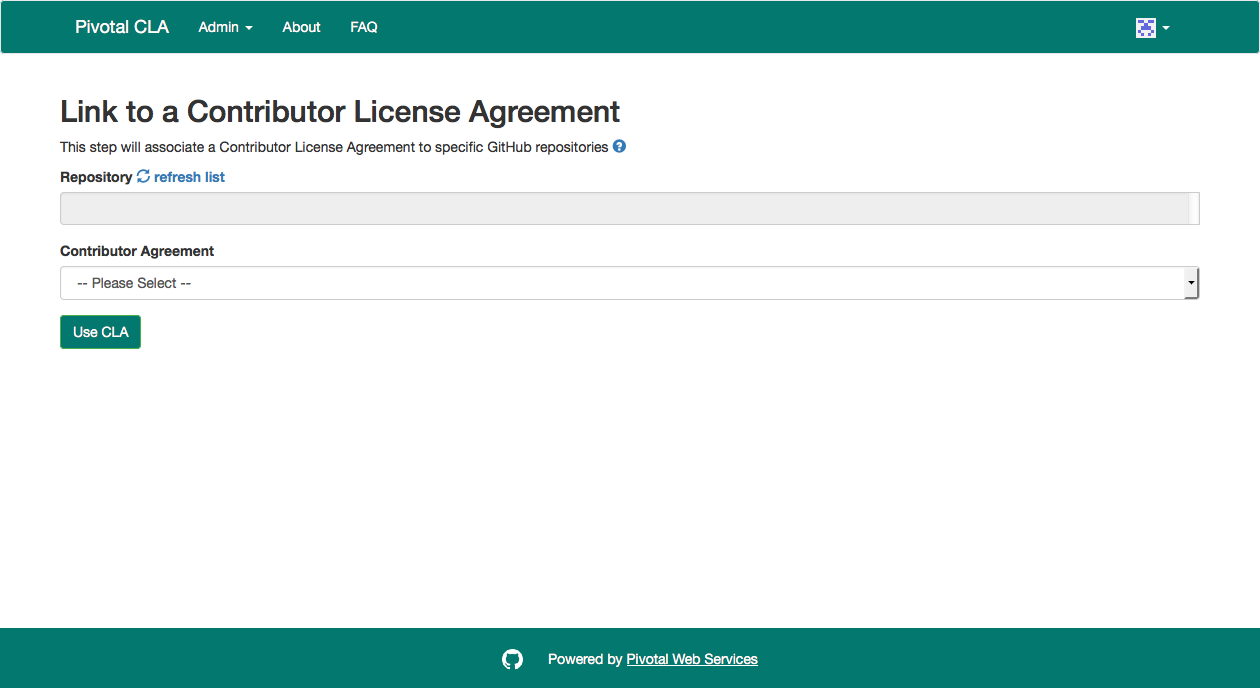 Pivotal CLA Admin About FAQ
Link to a Contributor License Agreement
This step will associate a Contributor License Agreement to specific GitHub repositories ?
Repository refresh list
Contributor Agreement
-- Please Select --
Use CLA
Powered by Pivotal Web Services